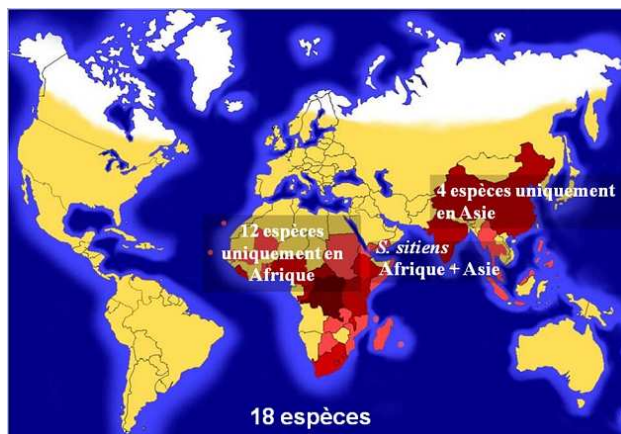 4 espèces uniquement
en Asie
12 espèces
uniquement en
Afrique
S. sitiens
Afrique + Asie
18 espèces